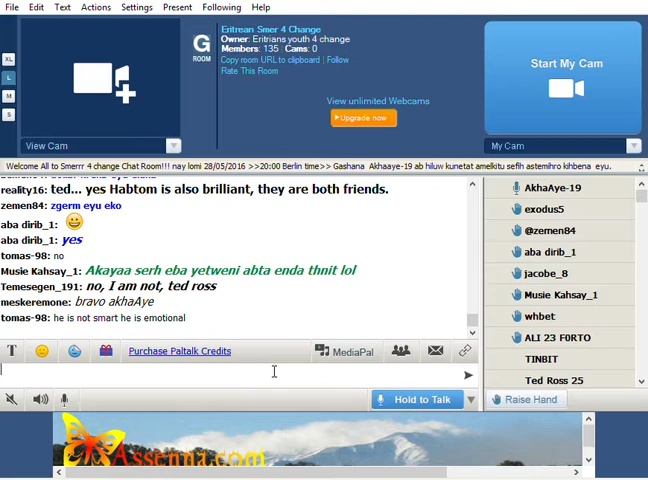 File Edit Text Actions Settings Present Following Help
XL
L
M
S
View Cam
G
ROOM
Eritrean Smer 4 Change
Owner: Eritrians youth 4 change
Members: 135 Cams: 0
Copy room URL to clipboard | Follow
Rate This Room
View unlimited Webcams
Upgrade now
Start My Cam
My Cam
Welcome All to Smerrr 4 change Chat Room!!! nay lomi 28/05/2016 >>20:00 Berlin time>> Gashana Akhaaye-19 ab hiluw kunetat amelkitu sefih astemihro kihbena eyu.
reality16: ted... yes Habtom is also brilliant, they are both friends.
zemen84: zgerm eyu eko
aba dirib_1:
aba dirib_1: yes
tomas-98: no
Musie Kahsay_1: Akayaa serh eba yetweni abta enda thnit lol
Temesegen_191: no, I am not, ted ross
meskeremone: bravo akhaAye
tomas-98: he is not smart he is emotional
AkhaAye-19
exodus5
@zemen84
aba dirib_1
jacobe_8
Musie Kahsay_1
whbet
ALI 23 F0RTO
TINBIT
Ted Ross 25
T
Purchase Paltalk Credits
MediaPal
Hold to Talk
Raise Hand
Assenna.com